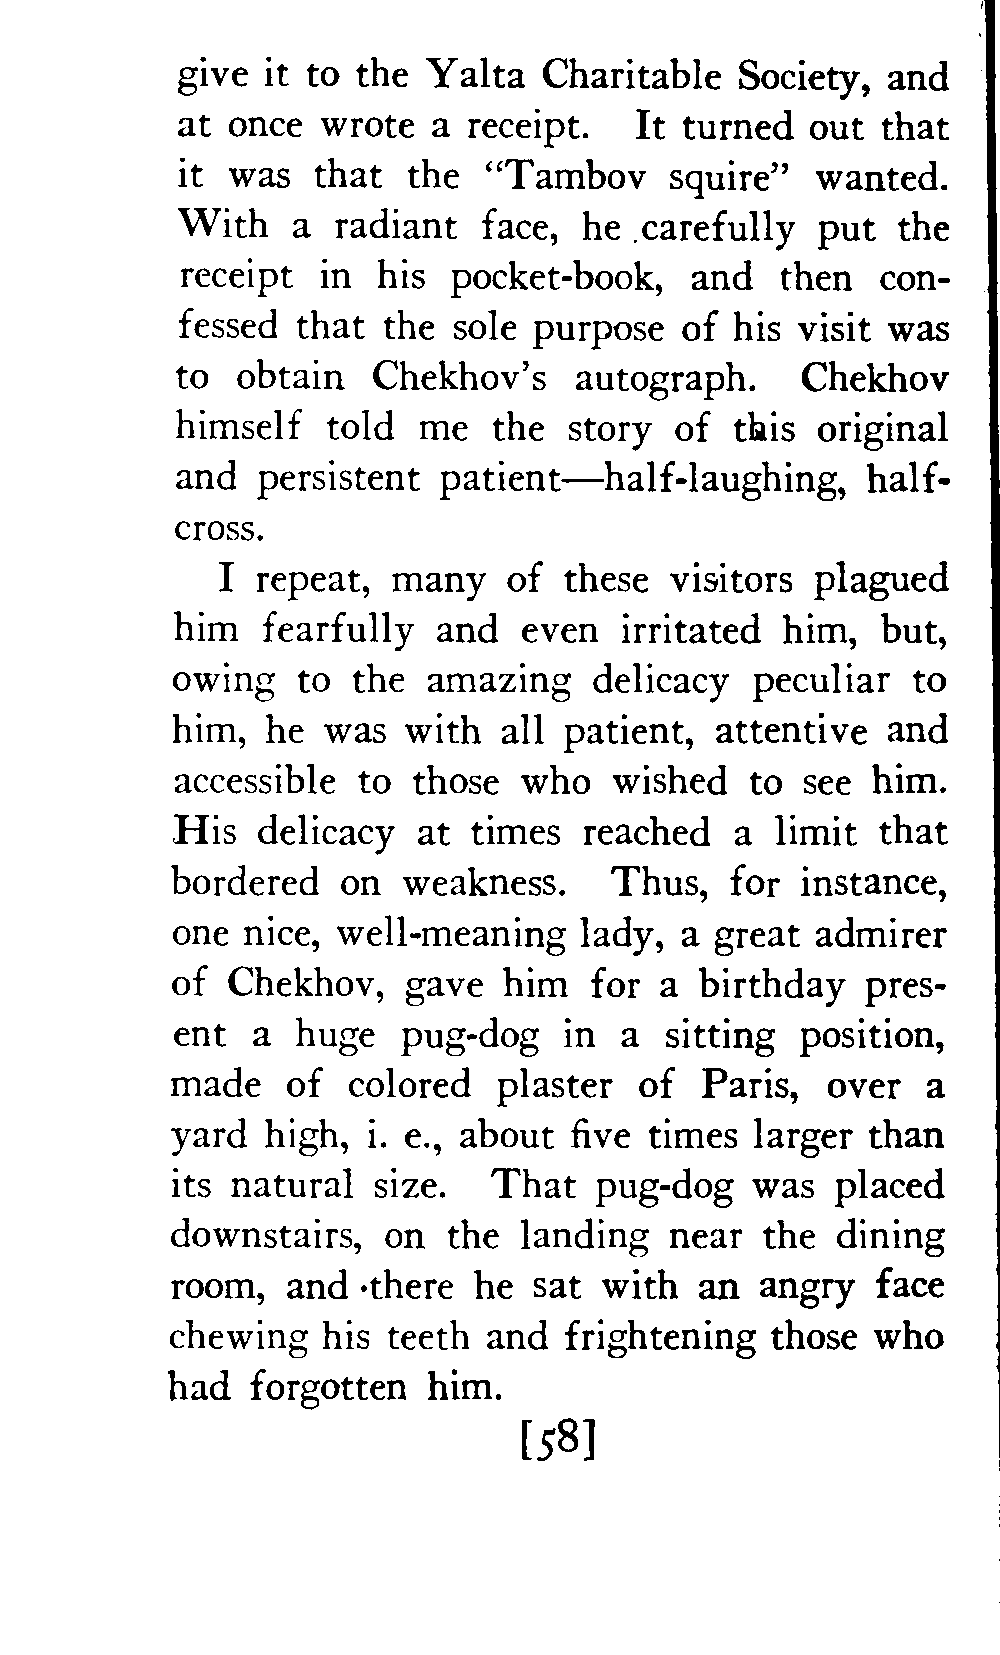 give it to the Yalta Charitable Society, and
at once wrote a receipt. It turned out that
it was that the “Tambov squire” wanted.
With a radiant face, he carefully put the
receipt in his pocket-book, and then con-
fessed that the sole purpose of his visit was
to obtain Chekhov's autograph. Chekhov
himself told me the story of this original
and persistent patient—half-laughing, half-
cross.
I repeat, many of these visitors plagued
him fearfully and even irritated him, but,
owing to the amazing delicacy peculiar to
him, he was with all patient, attentive and
accessible to those who wished to see him.
His delicacy at times reached a limit that
bordered on weakness. Thus, for instance,
one nice, well-meaning lady, a great admirer
of Chekhov, gave him for a birthday pres-
ent a huge pug-dog in a sitting position,
made of colored plaster of Paris, over a
yard high, i. e., about five times larger than
its natural size. That pug-dog was placed
downstairs, on the landing near the dining
room, and there he sat with an angry face
chewing his teeth and frightening those who
had forgotten him.
[58]